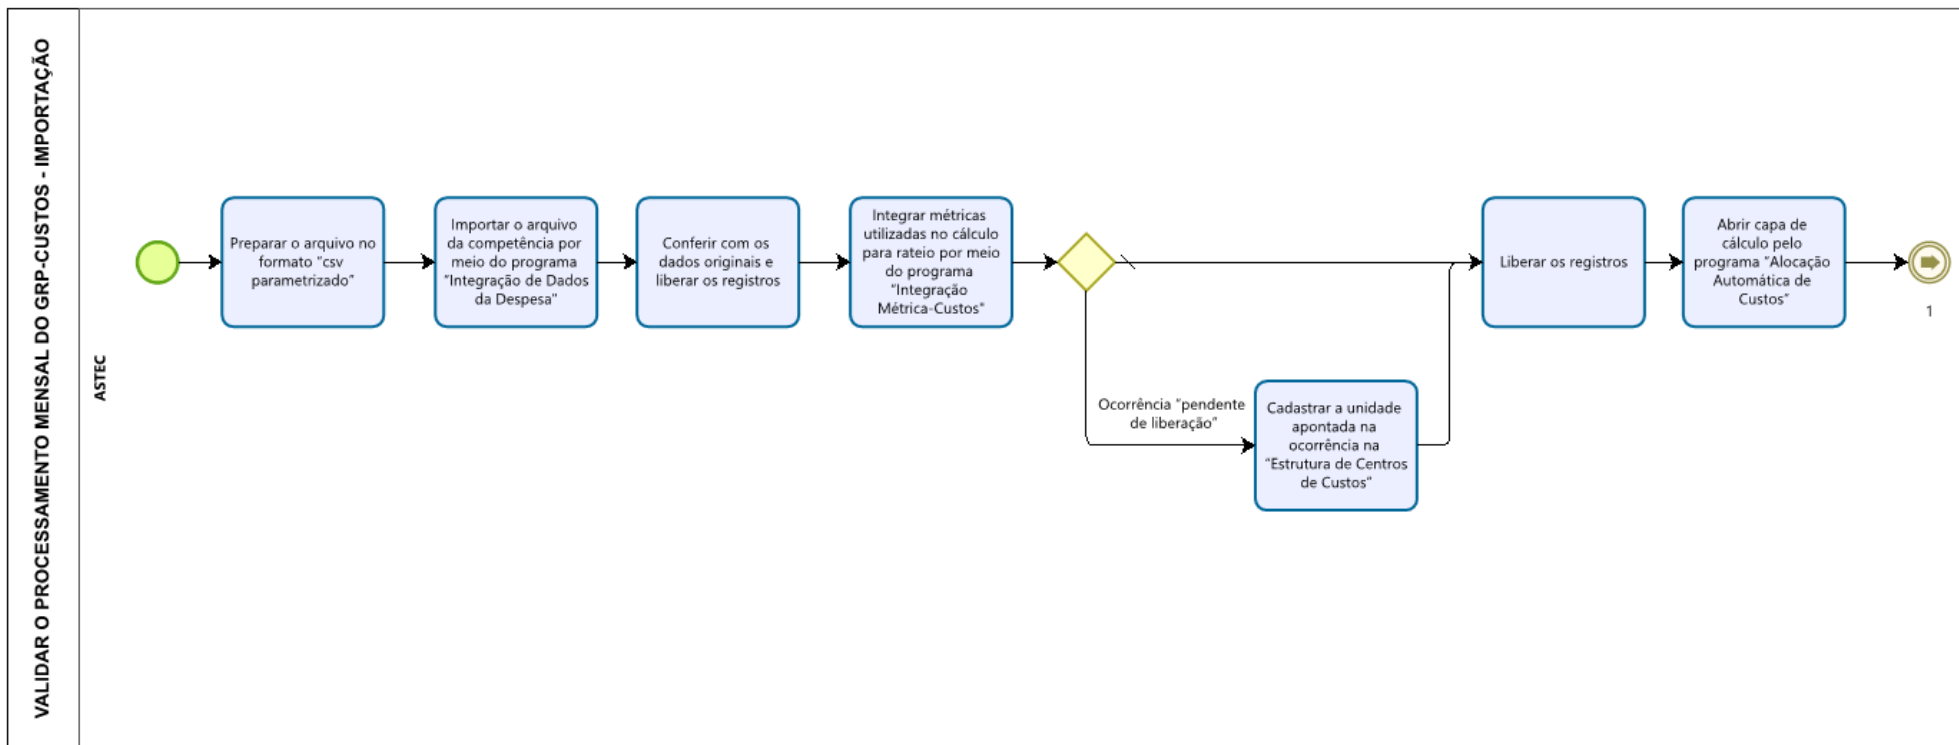 VALIDAR O PROCESSAMENTO MENSAL DO GRP-CUSTOS - IMPORTAÇÃO
ASTEC
Preparar o arquivo no
formato "csv
parametrizado"
Importar o arquivo
da competência por
meio do programa
"Integração de Dados
da Despesa"
Conferir com os
dados originais e
liberar os registros
Integrar métricas
utilizadas no cálculo
para rateio por meio
do programa
"Integração
Métrica-Custos"
Ocorrência "pendente
de liberação"
Cadastrar a unidade
apontada na
ocorrência na
"Estrutura de Centros
de Custos"
Liberar os registros
Abrir capa de
cálculo pelo
programa "Alocação
Automática de
Custos"
1